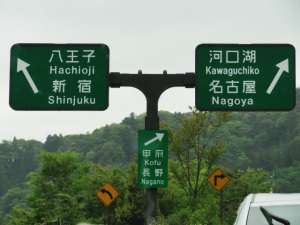 八王子
Hachioji
新宿
Shinjuku
河口湖
Kawaguchiko
名古屋
Nagoya
甲府
Kofu
長野
Nagano